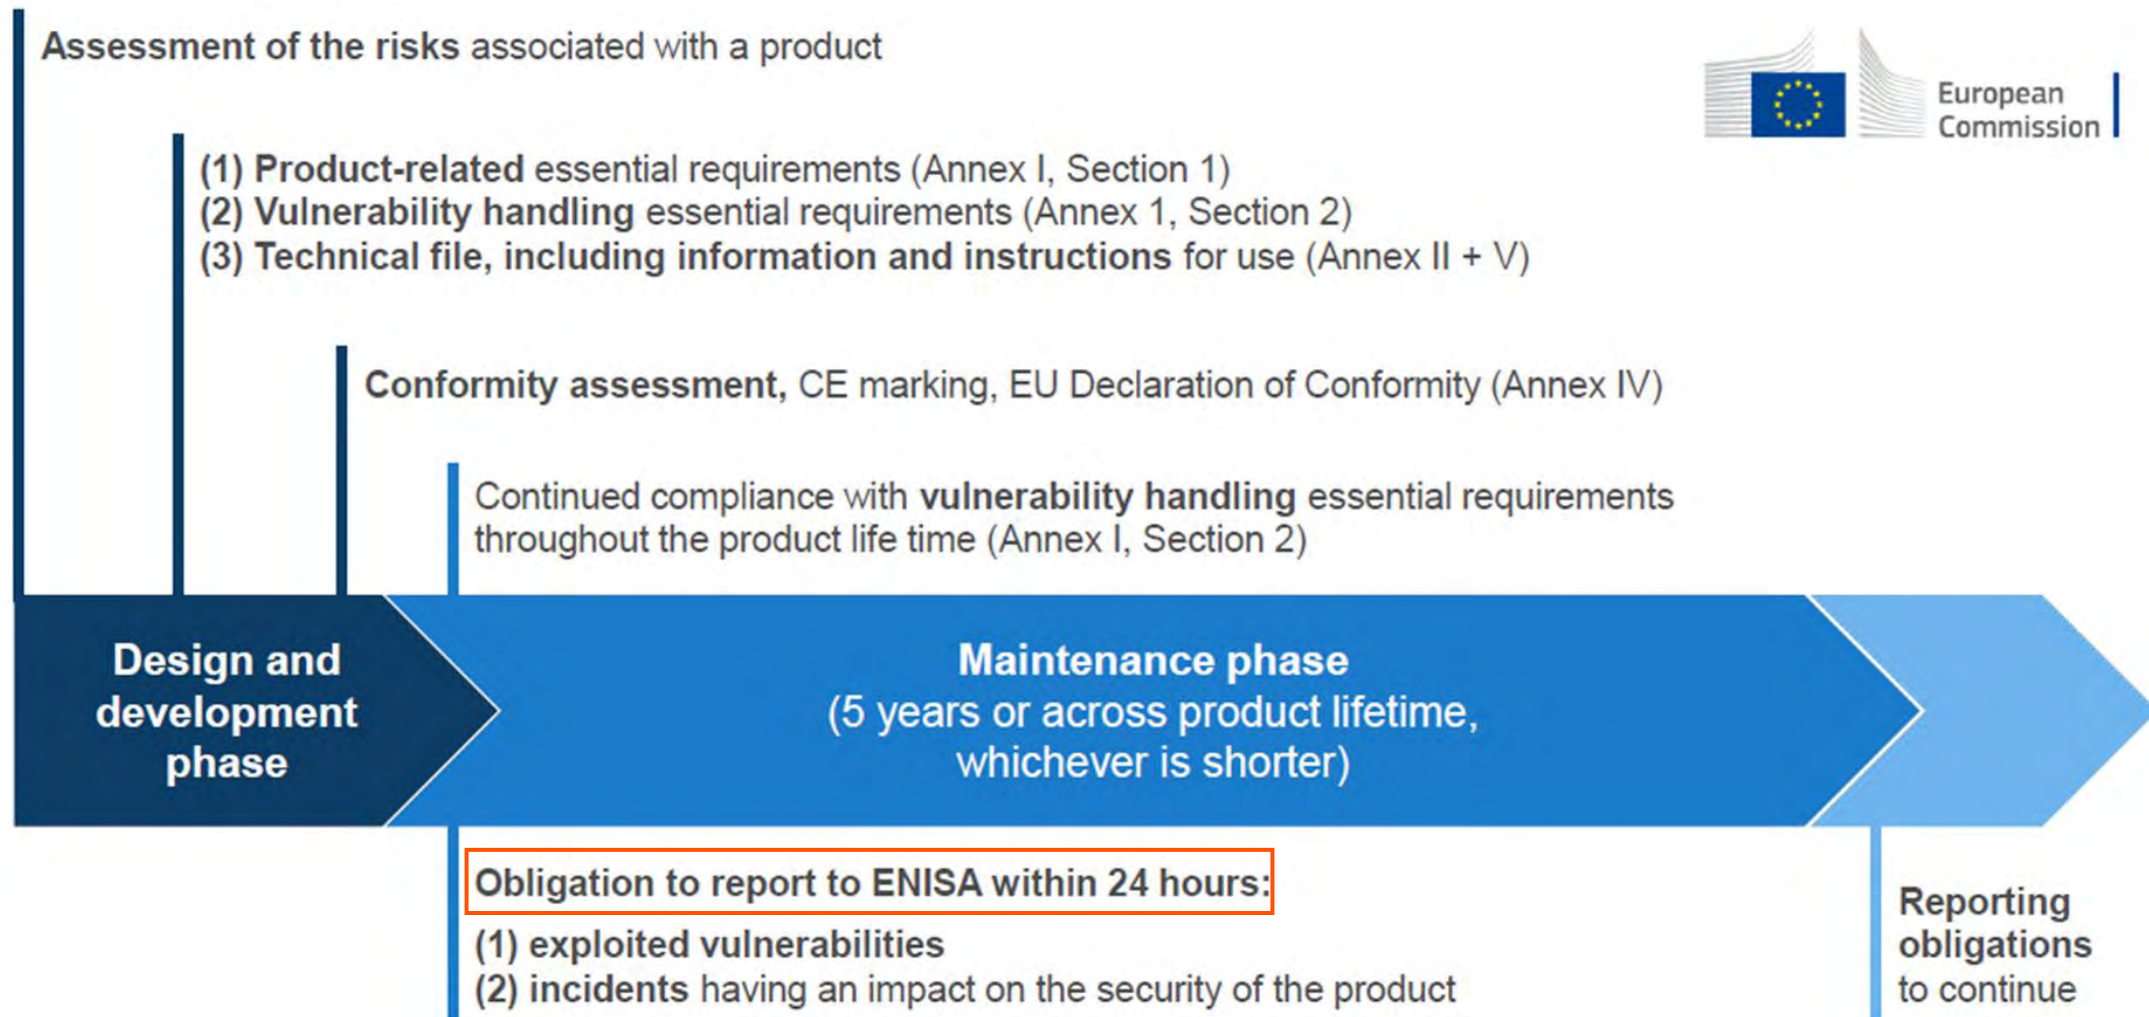 Assessment of the risks associated with a product
European
Commission
(1) Product-related essential requirements (Annex I, Section 1)
(2) Vulnerability handling essential requirements (Annex 1, Section 2)
(3) Technical file, including information and instructions for use (Annex II + V)
Conformity assessment, CE marking, EU Declaration of Conformity (Annex IV)
Continued compliance with vulnerability handling essential requirements
throughout the product life time (Annex I, Section 2)
Design and
development
phase
Maintenance phase
(5 years or across product lifetime,
whichever is shorter)
Obligation to report to ENISA within 24 hours:
(1) exploited vulnerabilities
(2) incidents having an impact on the security of the product
Reporting
obligations
to continue